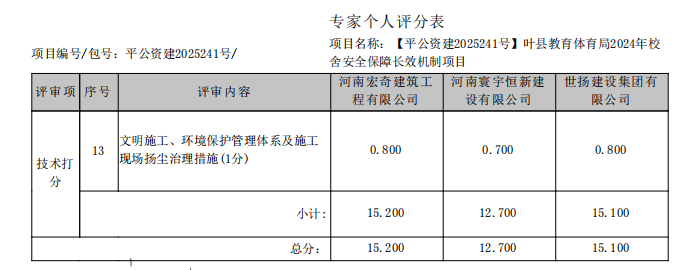 专家个人评分表
项目编号/包号：平公资建2025241号/
项目名称：【平公资建2025241号】叶县教育体育局2024年校
舍安全保障长效机制项目
评审项 序号 评审内容 河南宏奇建筑工
程有限公司 河南寰宇恒新建
设有限公司 世扬建设集团有
限公司
技术打
分 13 文明施工、环境保护管理体系及施工
现场扬尘治理措施(1分) 0.800 0.700 0.800
小计: 15.200 12.700 15.100
总分： 15.200 12.700 15.100